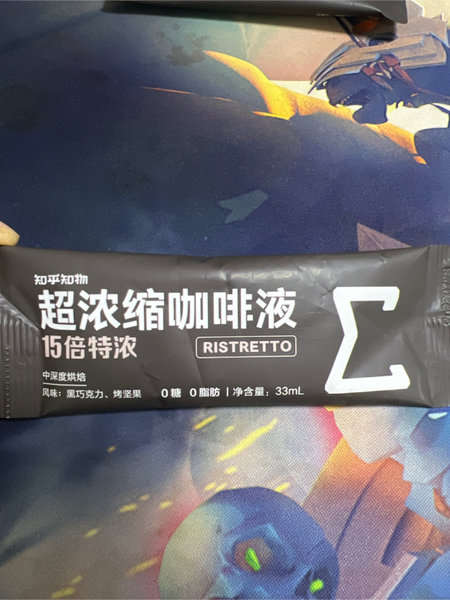 知乎知物
超浓缩咖啡液
15倍特浓
RISTRETTO
中深度烘焙
风味：黑巧克力、烤坚果
0糖 0脂肪 | 净含量：33mL